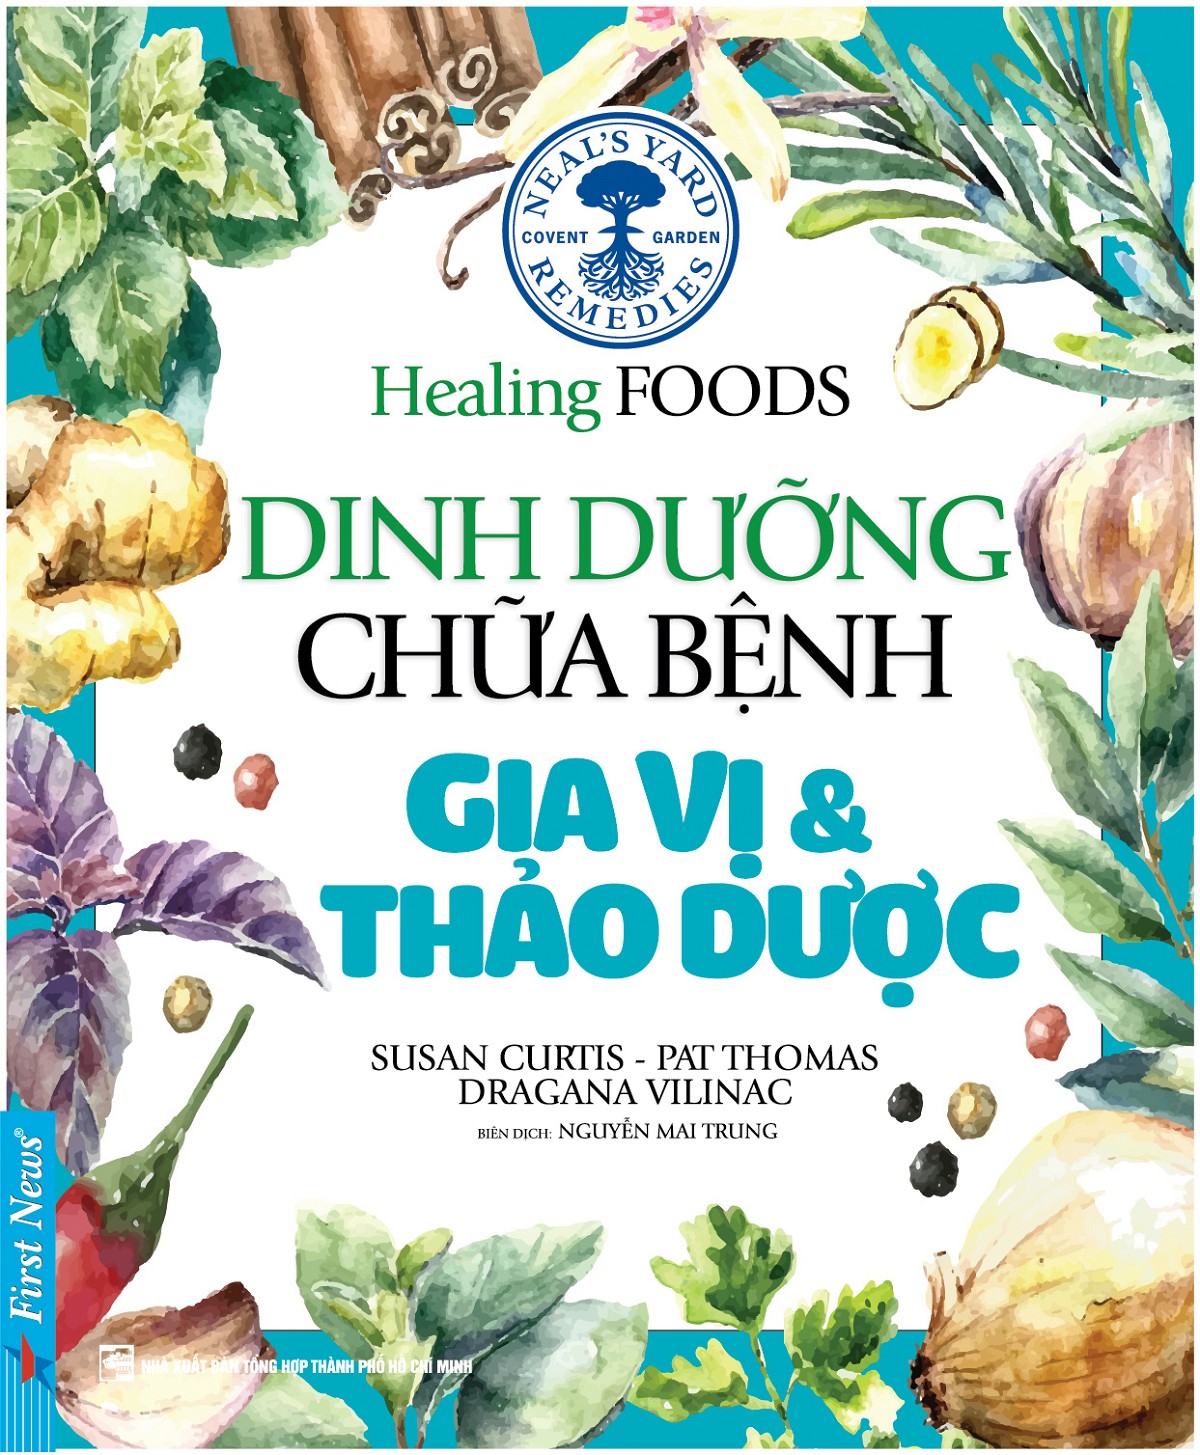 NEAL'S YARD
COVENT GARDEN
REMEDIES
Healing FOODS
DINH DƯỠNG
CHỮA BỆNH
GIA VỊ &
THẢO DƯỢC
SUSAN CURTIS - PAT THOMAS
DRAGANA VILINAC
BIÊN DỊCH: NGUYỄN MAI TRUNG
First News®
NHÀ XUẤT BẢN TỔNG HỢP THÀNH PHỐ HỒ CHÍ MINH